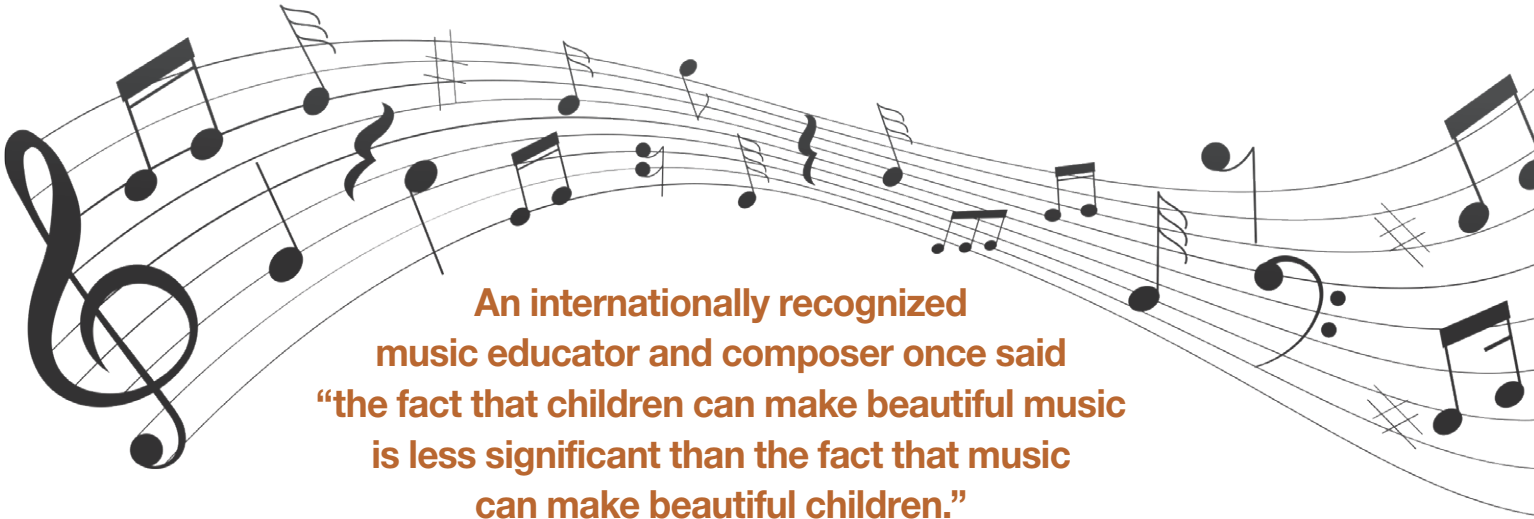 An internationally recognized
music educator and composer once said
“the fact that children can make beautiful music
is less significant than the fact that music
can make beautiful children.”